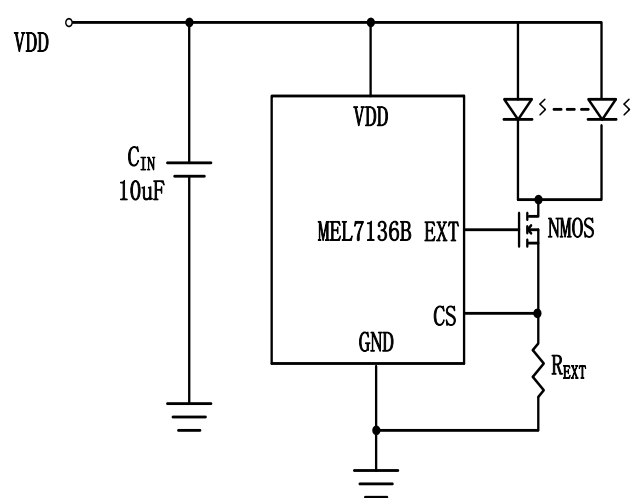 VDD
VDD
C_IN
10uF
MEL7136B EXT
NMOS
CS
GND
R_EXT